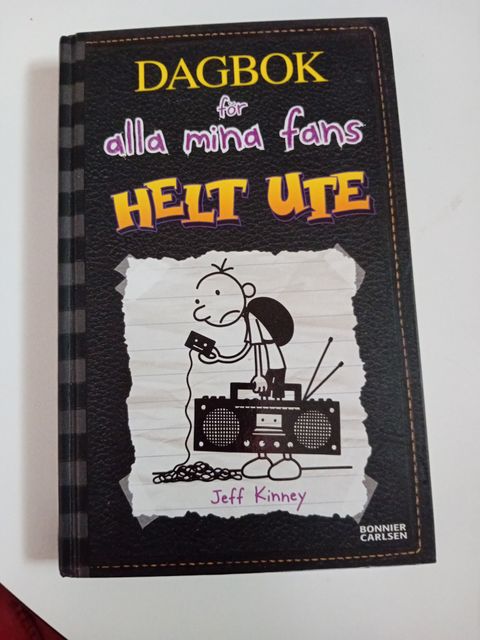 DAGBOK
för
alla mina fans
HELT UTE
Jeff Kinney
BONNIER
CARLSEN